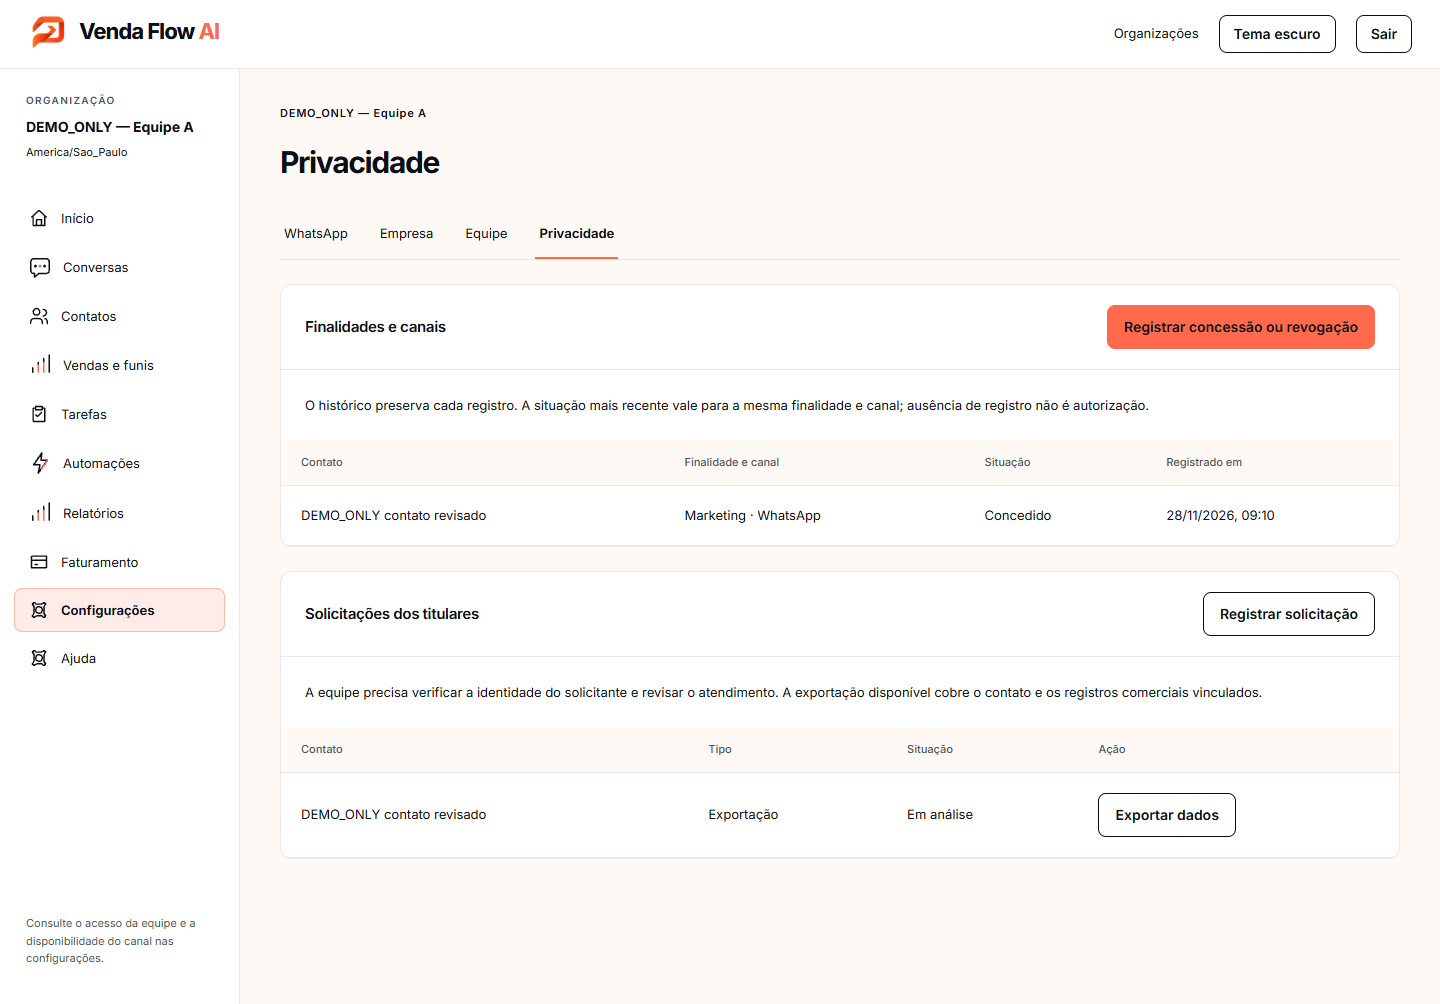 Venda Flow AI
Organizações
Tema escuro
Sair
ORGANIZAÇÃO
DEMO_ONLY — Equipe A
America/Sao_Paulo
Início
Conversas
Contatos
Vendas e funis
Tarefas
Automações
Relatórios
Faturamento
Configurações
Ajuda
Consulte o acesso da equipe e a
disponibilidade do canal nas
configurações.
DEMO_ONLY — Equipe A
Privacidade
WhatsApp Empresa Equipe Privacidade
Finalidades e canais
Registrar concessão ou revogação
O histórico preserva cada registro. A situação mais recente vale para a mesma finalidade e canal; ausência de registro não é autorização.
Contato Finalidade e canal Situação Registrado em
DEMO_ONLY contato revisado Marketing · WhatsApp Concedido 28/11/2026, 09:10
Solicitações dos titulares
Registrar solicitação
A equipe precisa verificar a identidade do solicitante e revisar o atendimento. A exportação disponível cobre o contato e os registros comerciais vinculados.
Contato Tipo Situação Ação
DEMO_ONLY contato revisado Exportação Em análise Exportar dados